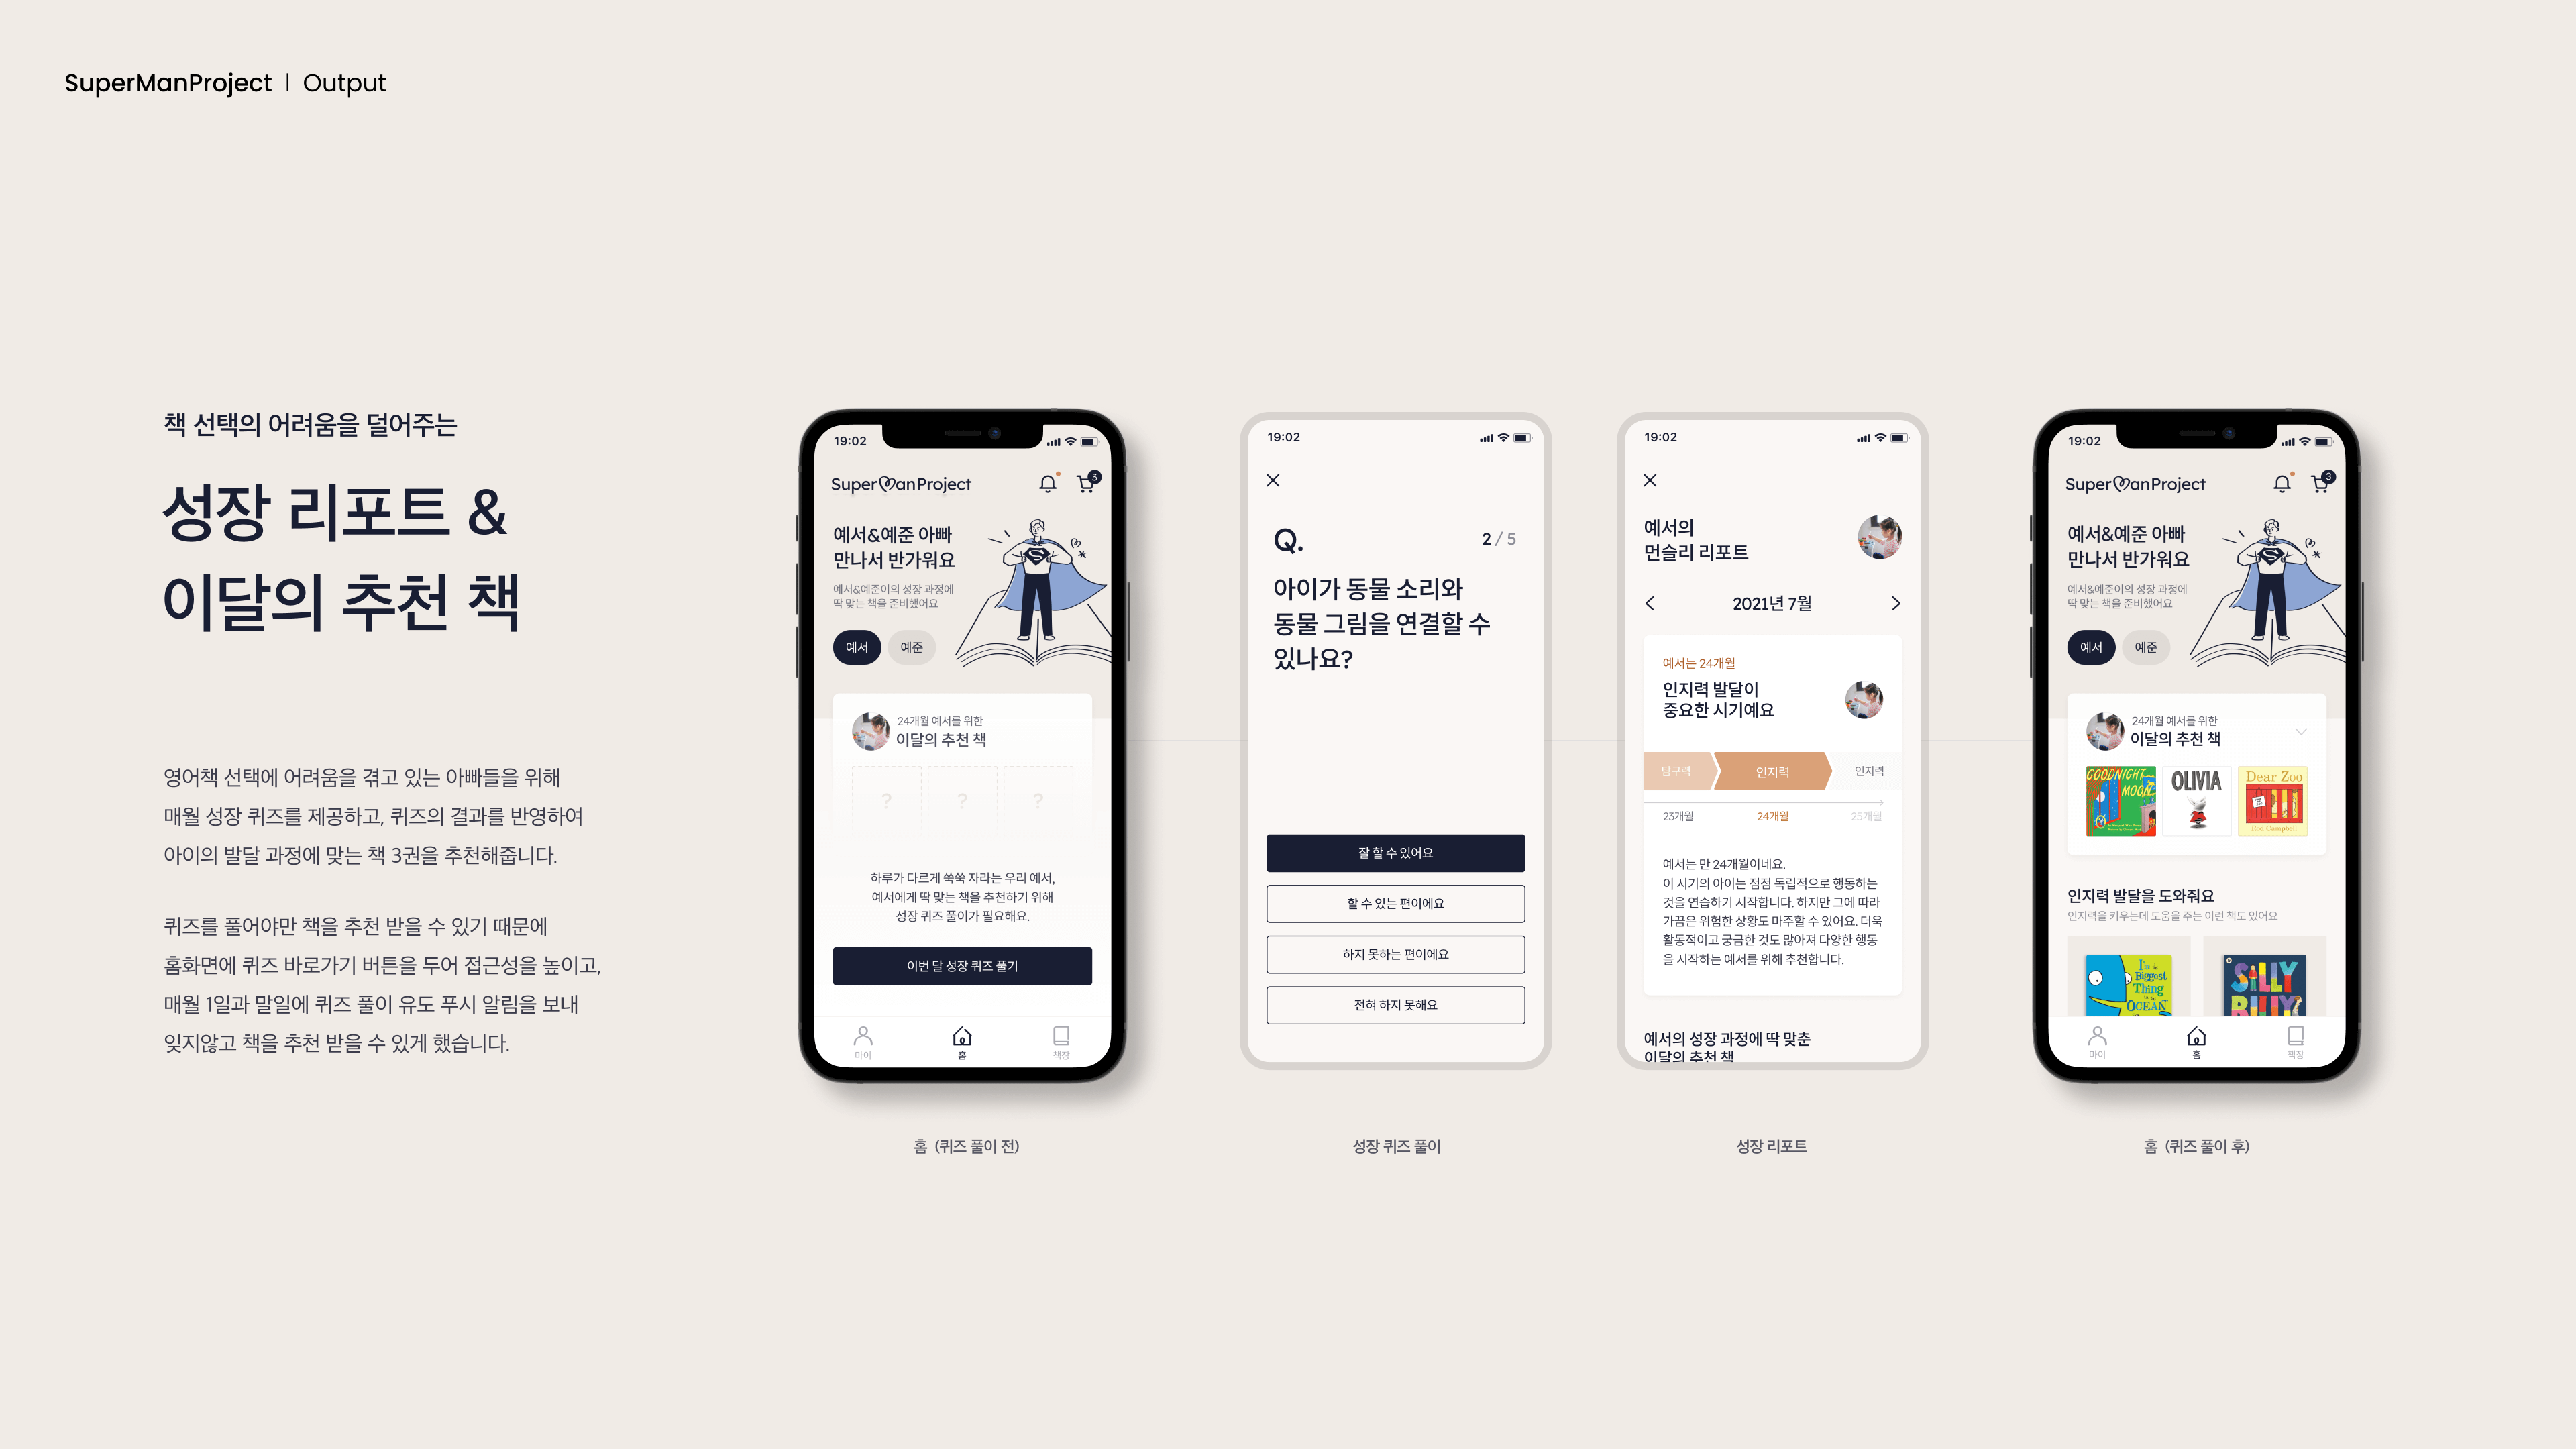 SuperManProject | Output
책 선택의 어려움을 덜어주는
성장 리포트 &
이달의 추천 책
영어책 선택에 어려움을 겪고 있는 아빠들을 위해
매월 성장 퀴즈를 제공하고, 퀴즈의 결과를 반영하여
아이의 발달 과정에 맞는 책 3권을 추천해줍니다.
퀴즈를 풀어야만 책을 추천 받을 수 있기 때문에
홈화면에 퀴즈 바로가기 버튼을 두어 접근성을 높이고,
매월 1일과 말일에 퀴즈 풀이 유도 푸시 알림을 보내
잊지않고 책을 추천 받을 수 있게 했습니다.
19:02
SuperManProject
3
예서&예준 아빠
만나서 반가워요
예서&예준이의 성장 과정에
딱 맞는 책을 준비했어요
예서 예준
24개월 예서를 위한
이달의 추천 책
? ? ?
하루가 다르게 쑥쑥 자라는 우리 예서,
예서에게 딱 맞는 책을 추천하기 위해
성장 퀴즈 풀이가 필요해요.
이번 달 성장 퀴즈 풀기
마이 홈 책장
홈 (퀴즈 풀이 전)
19:02
Q. 2 / 5
아이가 동물 소리와
동물 그림을 연결할 수
있나요?
잘 할 수 있어요
할 수 있는 편이에요
하지 못하는 편이에요
전혀 하지 못해요
성장 퀴즈 풀이
19:02
예서의
먼슬리 리포트
2021년 7월
예서는 24개월
인지력 발달이
중요한 시기예요
탐구력 인지력 인지력
23개월 24개월 25개월
예서는 만 24개월이네요.
이 시기의 아이는 점점 독립적으로 행동하는
것을 연습하기 시작합니다. 하지만 그에 따라
가끔은 위험한 상황도 마주할 수 있어요. 더욱
활동적이고 궁금한 것도 많아져 다양한 행동
을 시작하는 예서를 위해 추천합니다.
예서의 성장 과정에 딱 맞춘
이달의 추천 책
성장 리포트
19:02
SuperManProject
3
예서&예준 아빠
만나서 반가워요
예서&예준이의 성장 과정에
딱 맞는 책을 준비했어요
예서 예준
24개월 예서를 위한
이달의 추천 책
GOODNIGHT MOON
OLIVIA
Dear Zoo
Rod Campbell
인지력 발달을 도와줘요
인지력을 키우는데 도움을 주는 이런 책도 있어요
I'm the
Biggest
Thing
in the
OCEAN
SILLY
BILLY
마이 홈 책장
홈 (퀴즈 풀이 후)